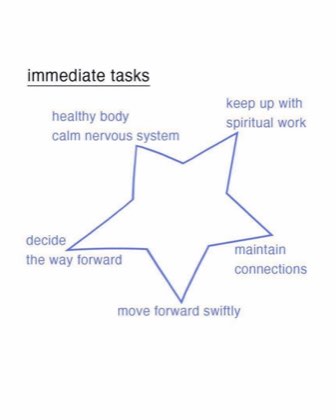 immediate tasks
healthy body
calm nervous system
keep up with
spiritual work
decide
the way forward
maintain
connections
move forward swiftly